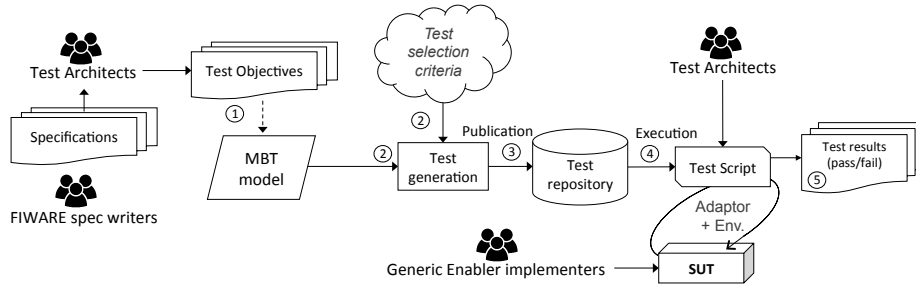 Test Architects
Test Objectives
Specifications
FIWARE spec writers
1
MBT
model
Test
selection
criteria
2
2
Test
generation
Publication
3
Test
repository
Execution
4
Test Architects
Test Script
Test results
(pass/fail)
5
Adaptor
+ Env.
Generic Enabler implementers
SUT